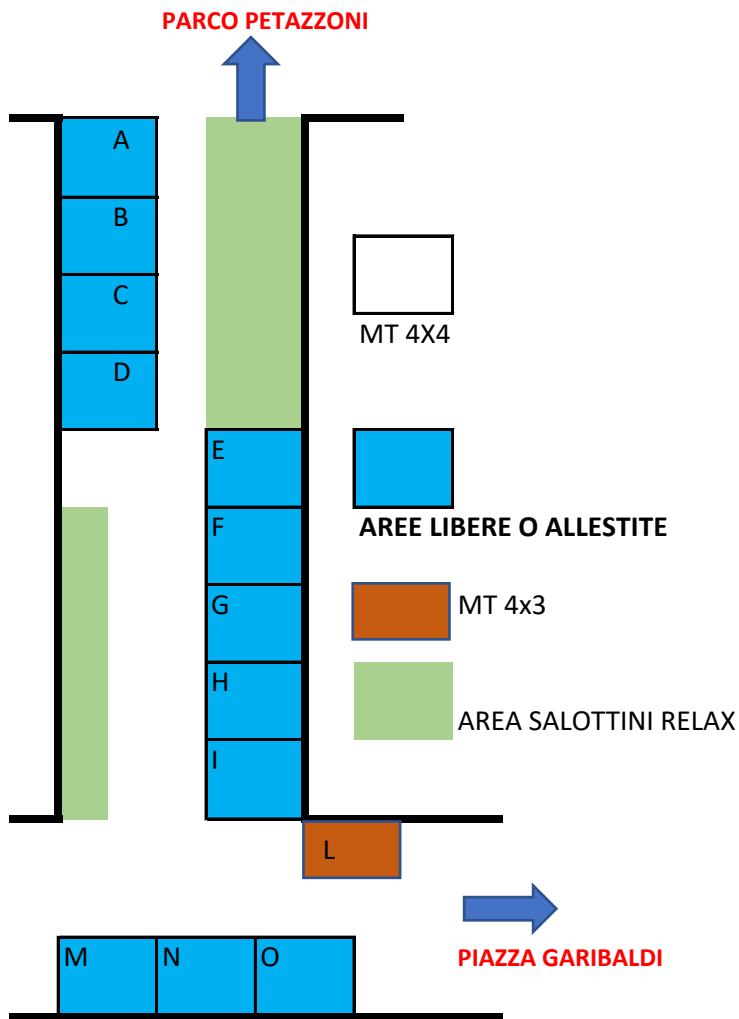 PARCO PETAZZONI
A
B
C
D
MT 4X4
E
F
AREE LIBERE O ALLESTITE
G
MT 4x3
H
AREA SALOTTINI RELAX
I
L
M N O
PIAZZA GARIBALDI